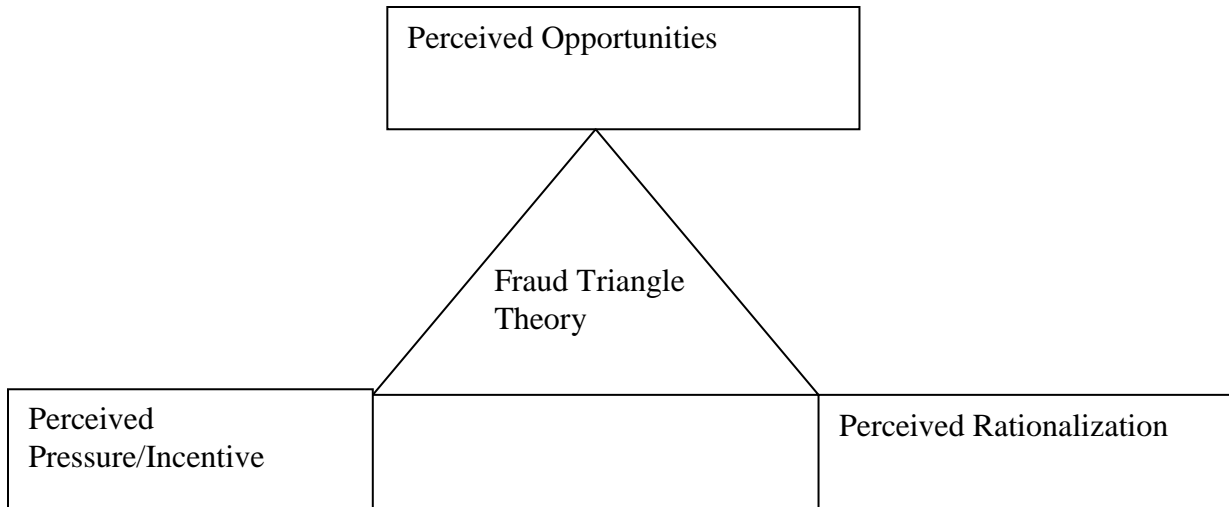 Perceived Opportunities
Fraud Triangle
Theory
Perceived
Pressure/Incentive
Perceived Rationalization